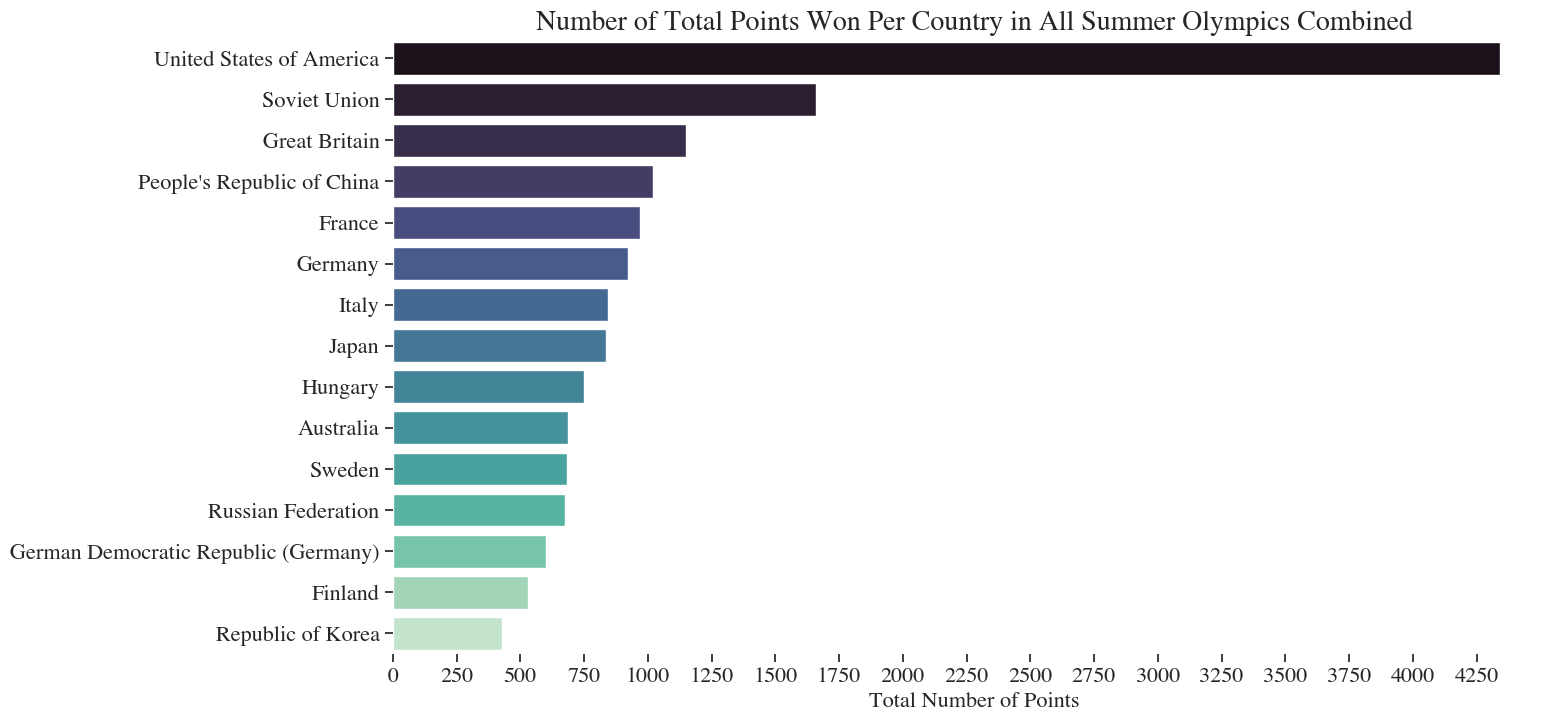 Number of Total Points Won Per Country in All Summer Olympics Combined
United States of America
Soviet Union
Great Britain
People's Republic of China
France
Germany
Italy
Japan
Hungary
Australia
Sweden
Russian Federation
German Democratic Republic (Germany)
Finland
Republic of Korea
0 250 500 750 1000 1250 1500 1750 2000 2250 2500 2750 3000 3250 3500 3750 4000 4250
Total Number of Points